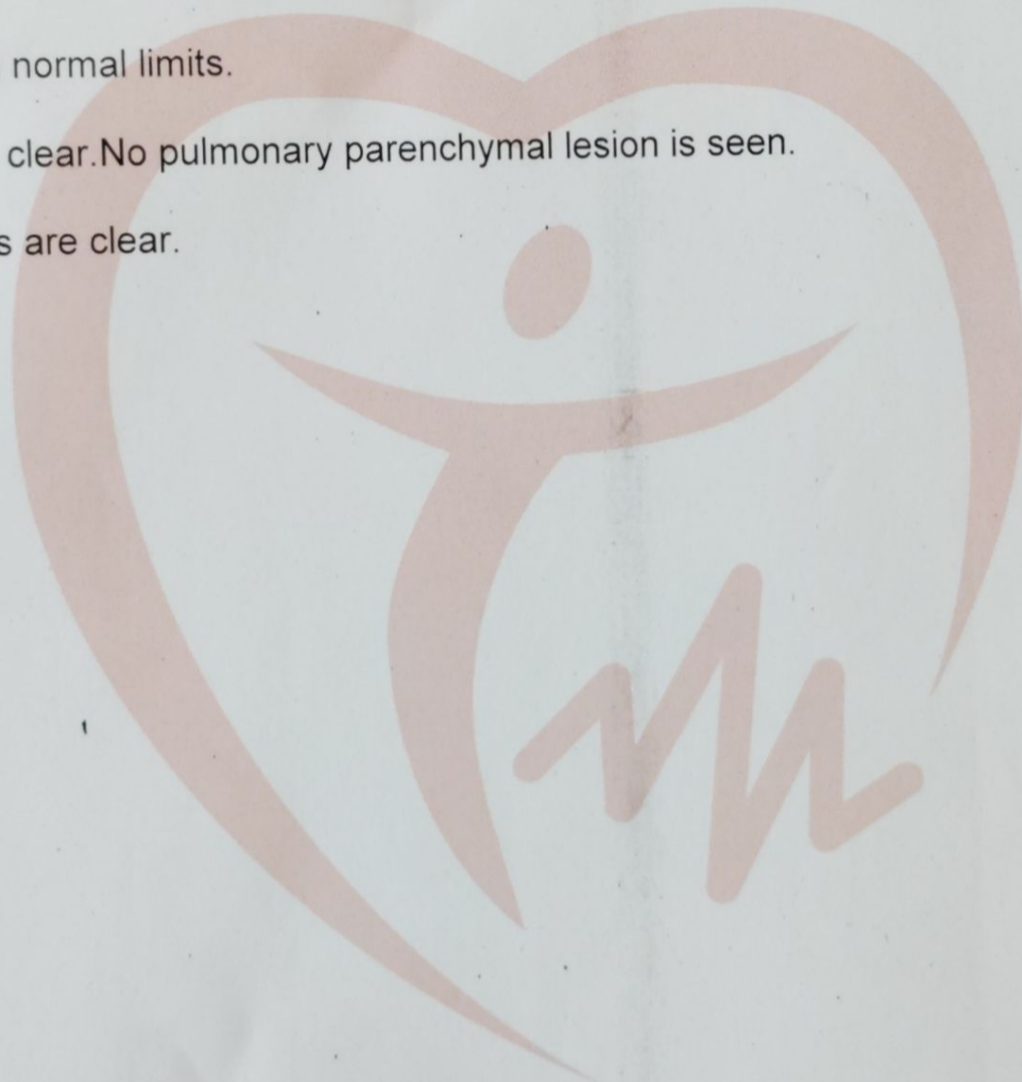 normal limits.
clear.No pulmonary parenchymal lesion is seen.
s are clear.